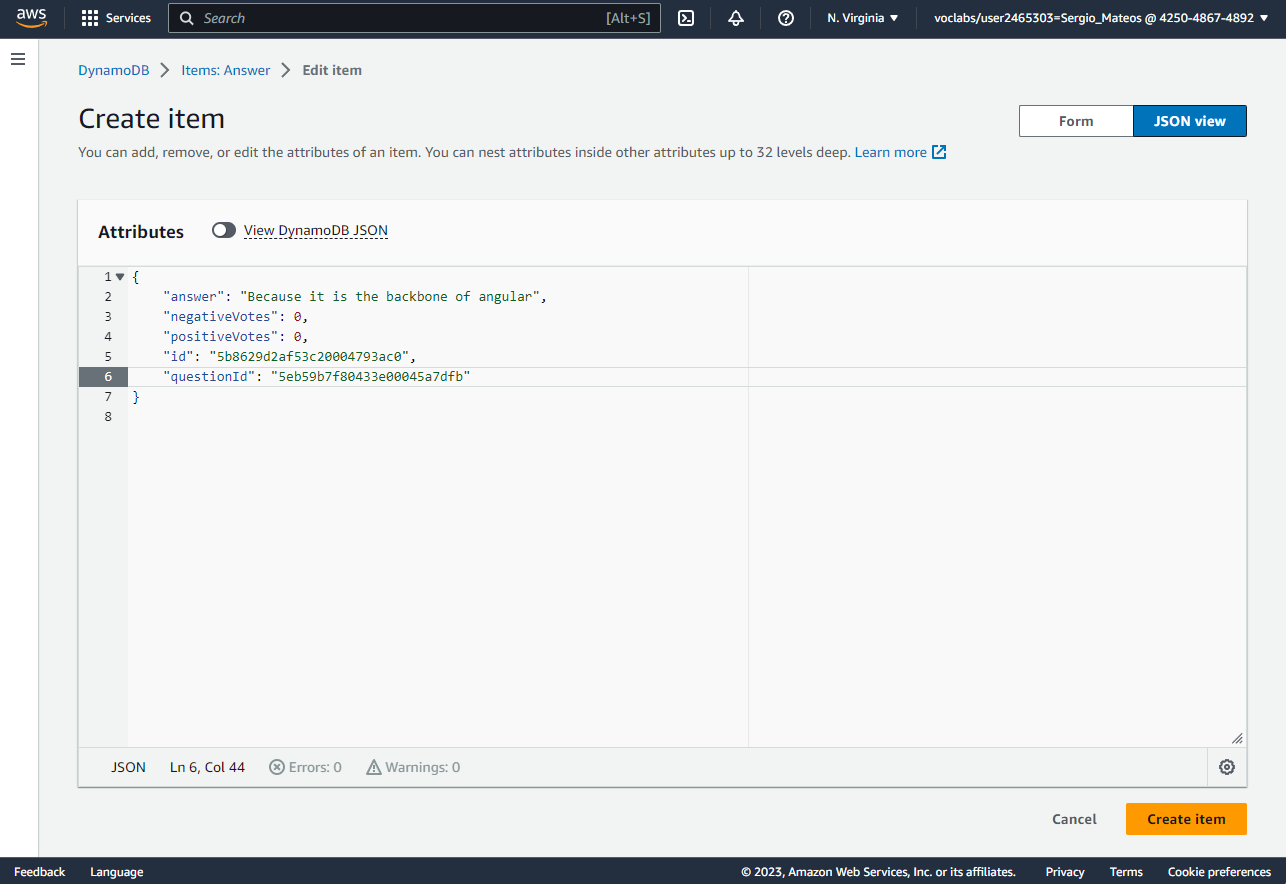 aws Services Search [Alt+S] N. Virginia voclabs/user2465303=Sergio_Mateos @ 4250-4867-4892
DynamoDB Items: Answer Edit item
Create item
Form JSON view
You can add, remove, or edit the attributes of an item. You can nest attributes inside other attributes up to 32 levels deep. Learn more
Attributes View DynamoDB JSON
1 {
2 "answer": "Because it is the backbone of angular",
3 "negativeVotes": 0,
4 "positiveVotes": 0,
5 "id": "5b8629d2af53c20004793ac0",
6 "questionId": "5eb59b7f80433e00045a7dfb"
7 }
8
JSON Ln 6, Col 44 Errors: 0 Warnings: 0
Cancel Create item
Feedback Language © 2023, Amazon Web Services, Inc. or its affiliates. Privacy Terms Cookie preferences